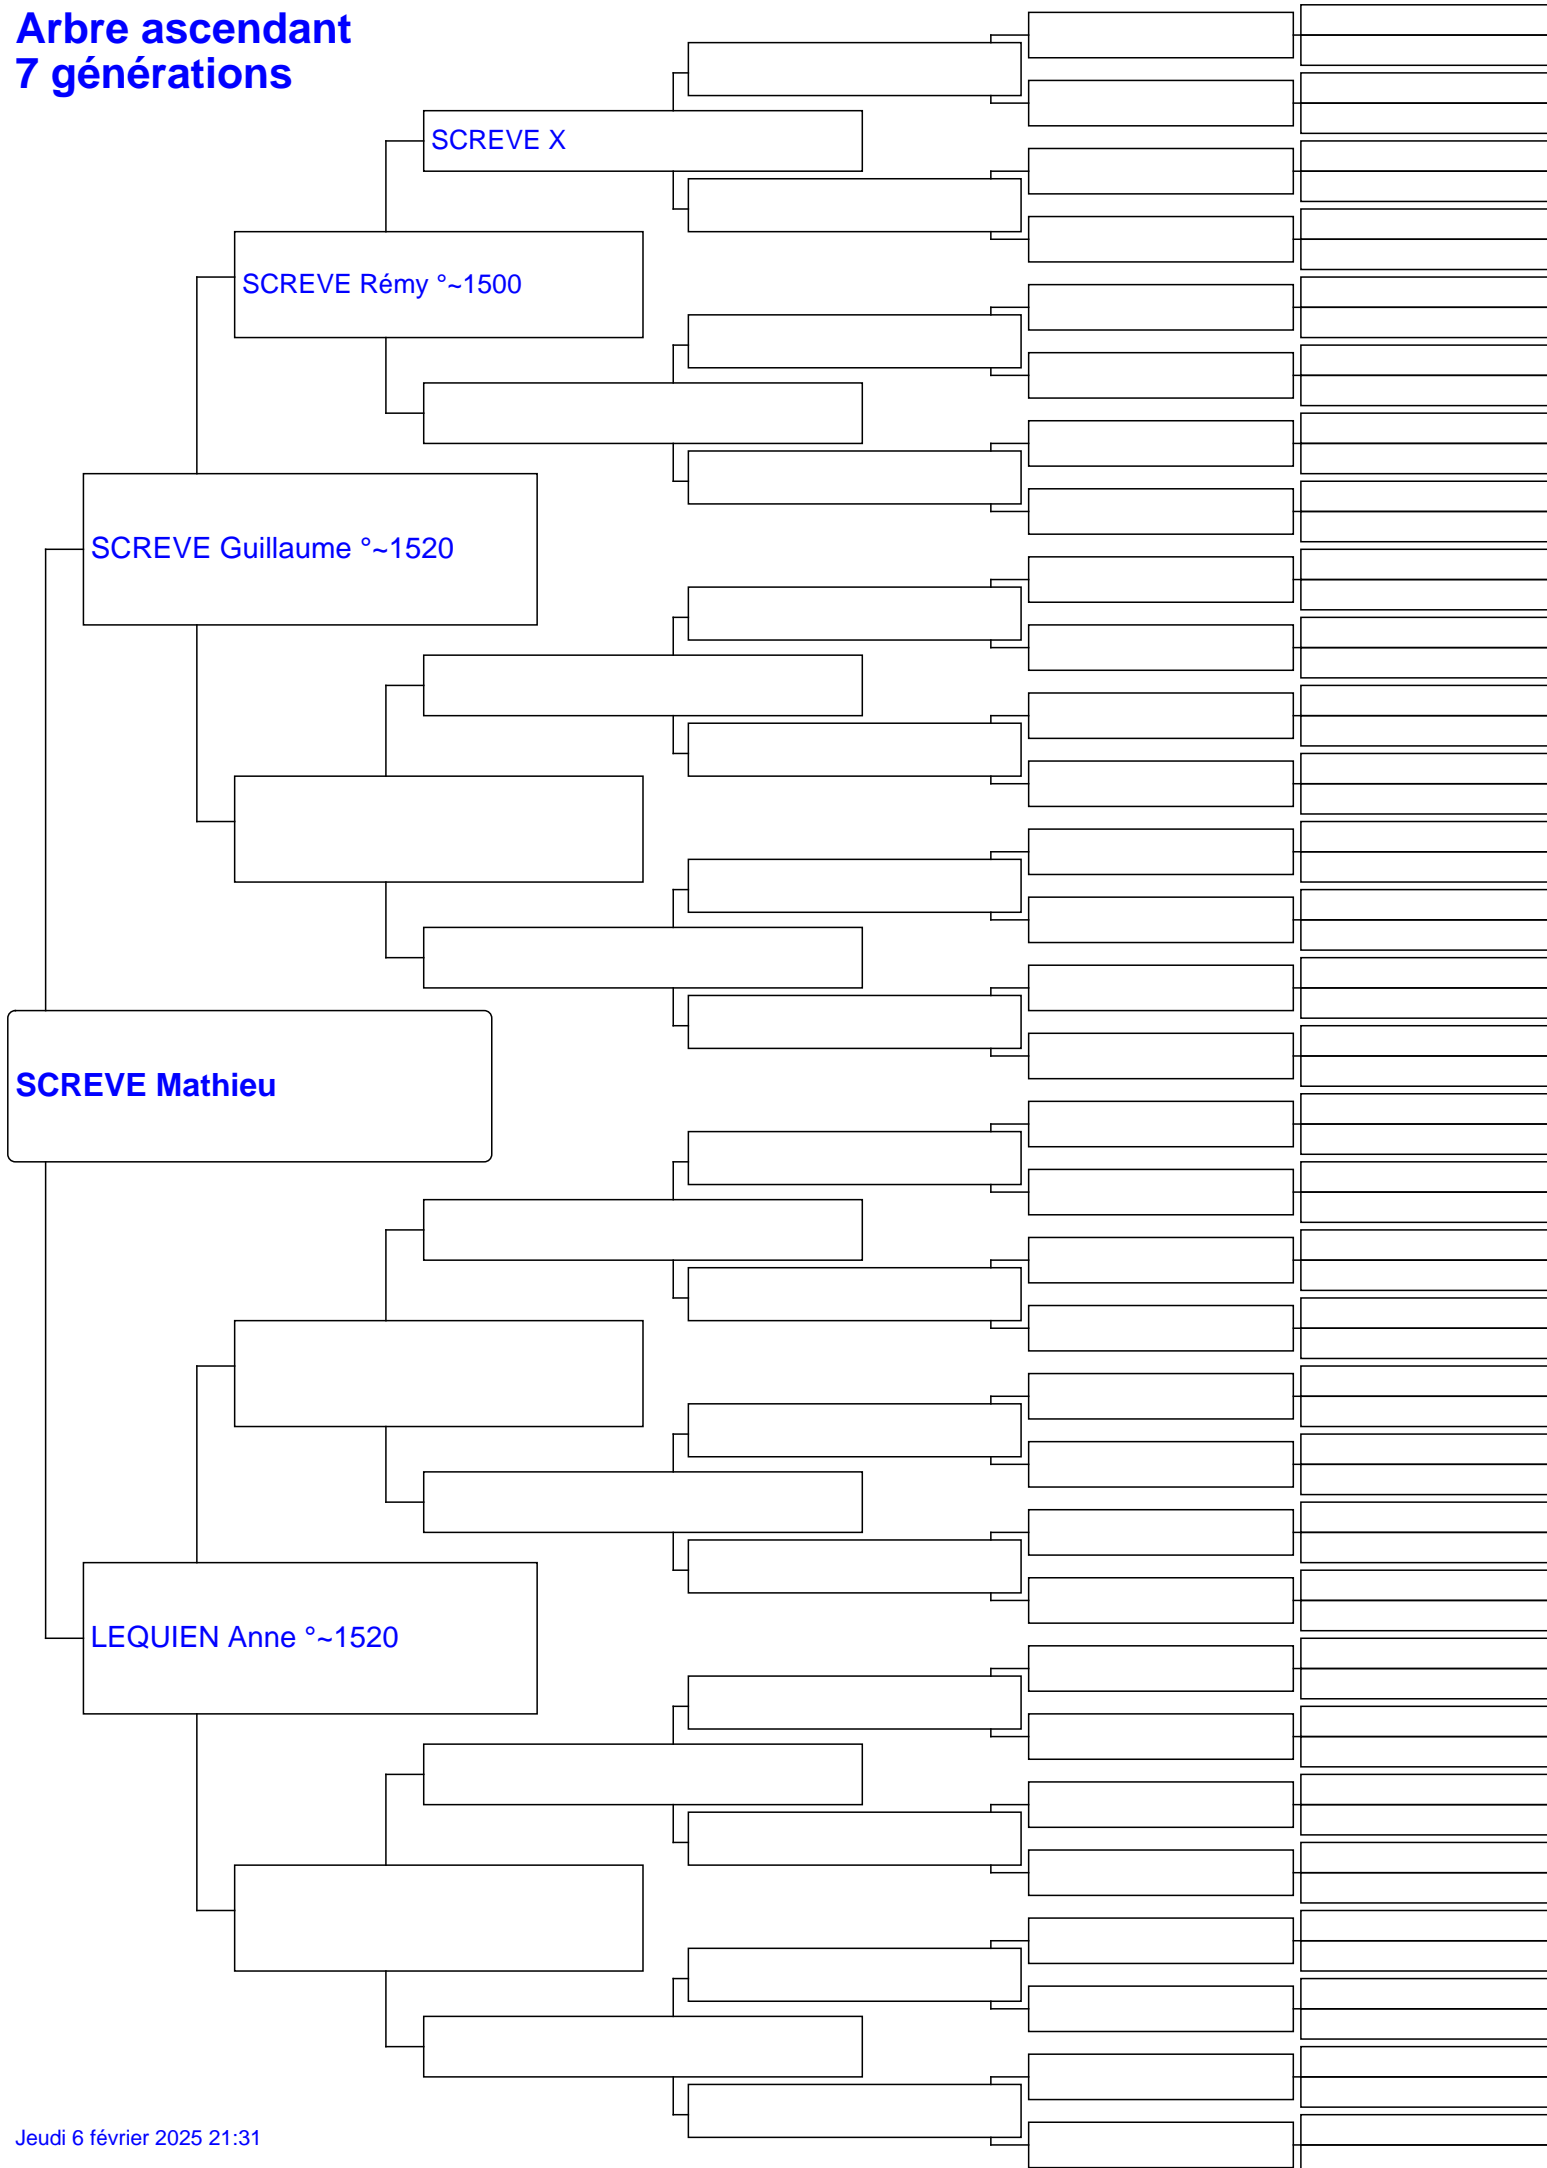 Arbre ascendant
7 générations
SCREVE X
SCREVE Rémy °~1500
SCREVE Guillaume °~1520
SCREVE Mathieu
LEQUIEN Anne °~1520
Jeudi 6 février 2025 21:31